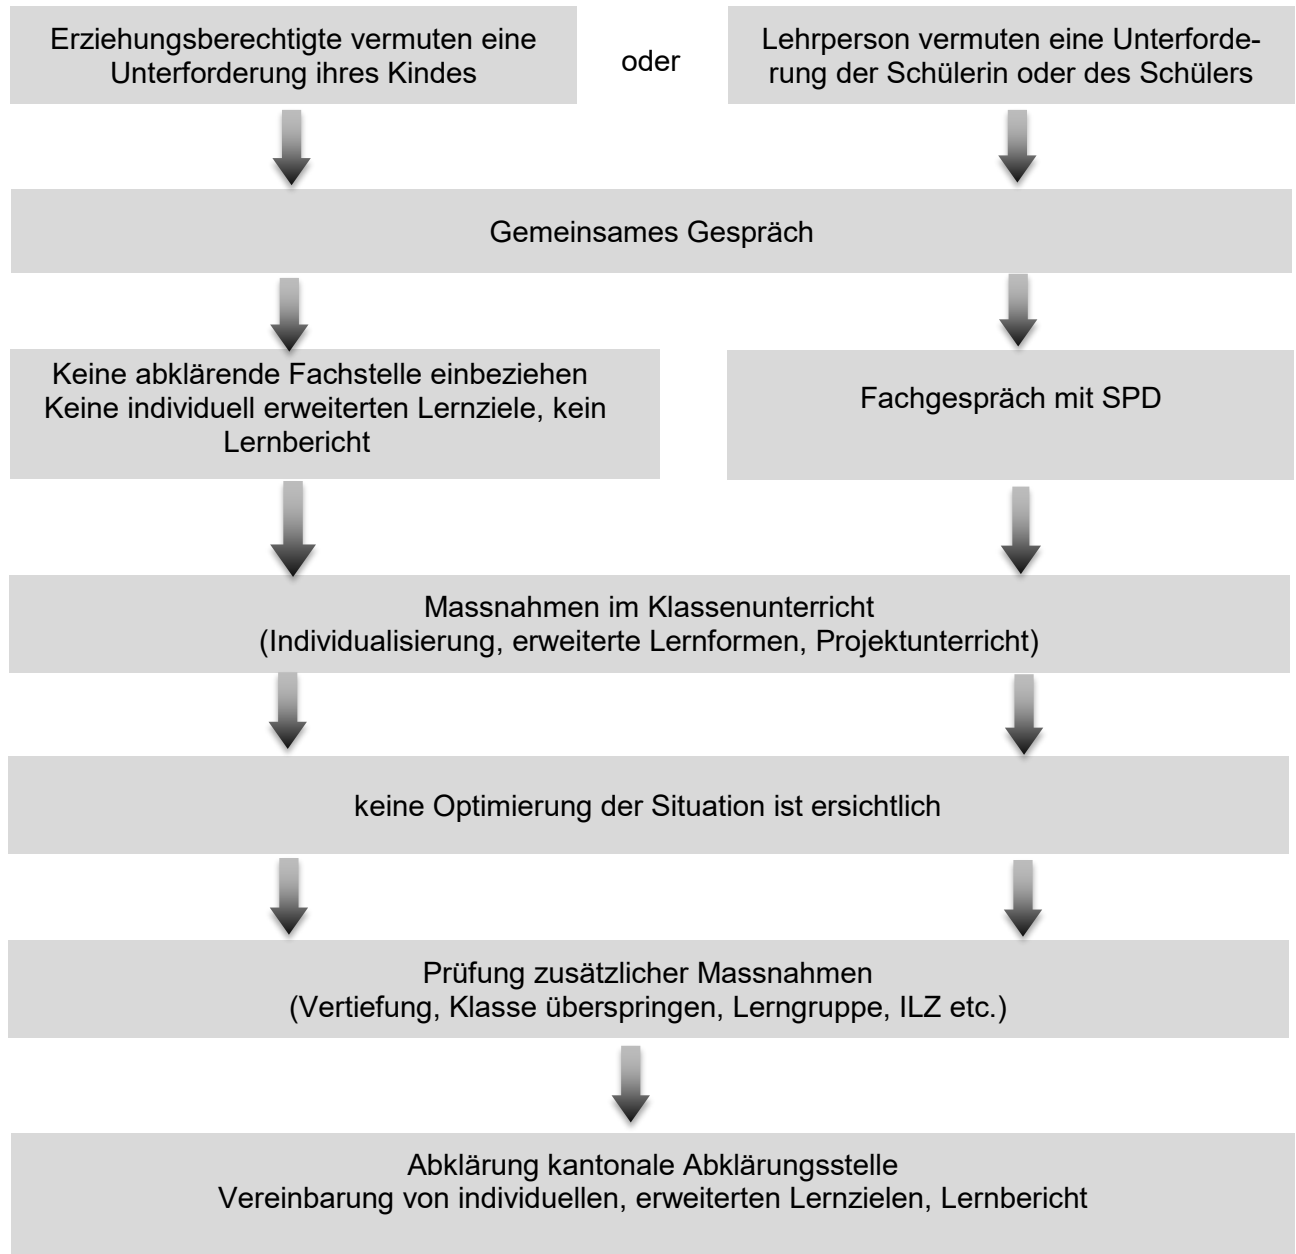 Erziehungsberechtigte vermuten eine
Unterforderung ihres Kindes
oder
Lehrperson vermuten eine Unterforde-
rung der Schülerin oder des Schülers
Gemeinsames Gespräch
Keine abklärende Fachstelle einbeziehen
Keine individuell erweiterten Lernziele, kein
Lernbericht
Fachgespräch mit SPD
Massnahmen im Klassenunterricht
(Individualisierung, erweiterte Lernformen, Projektunterricht)
keine Optimierung der Situation ist ersichtlich
Prüfung zusätzlicher Massnahmen
(Vertiefung, Klasse überspringen, Lerngruppe, ILZ etc.)
Abklärung kantonale Abklärungsstelle
Vereinbarung von individuellen, erweiterten Lernzielen, Lernbericht